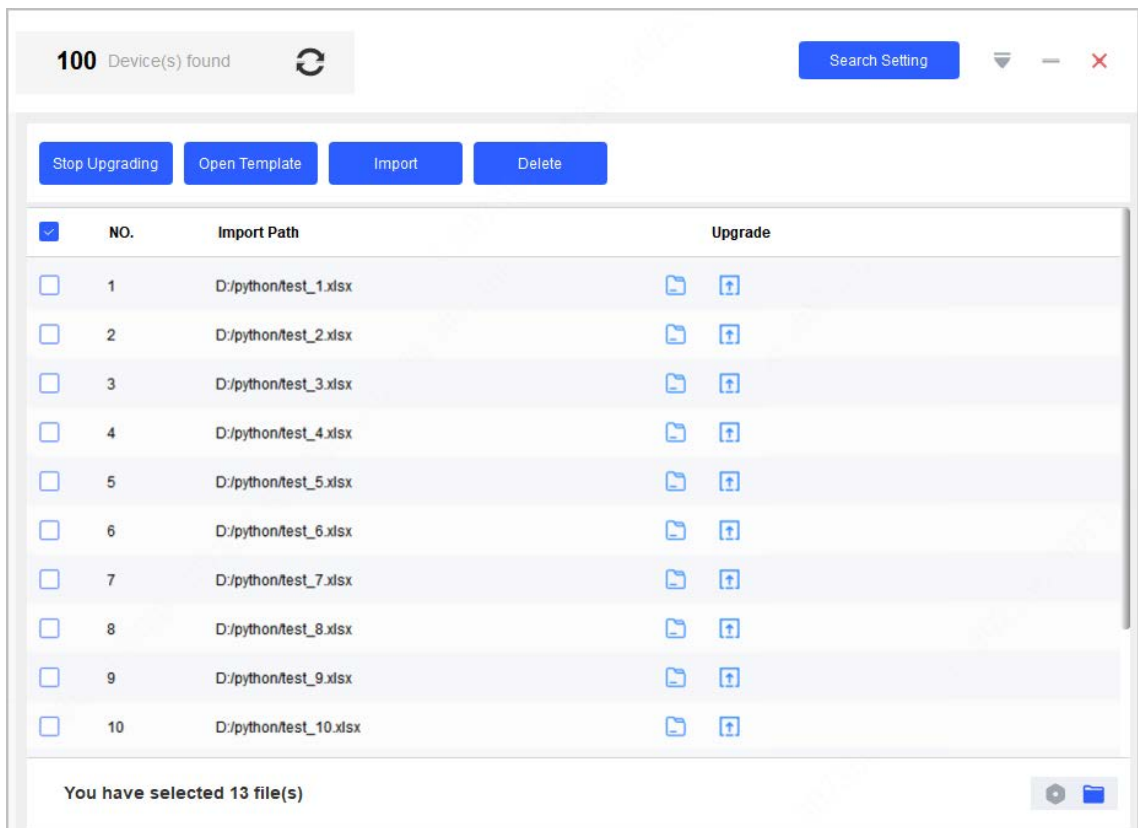 100 Device(s) found
Search Setting
Stop Upgrading Open Template Import Delete
NO. Import Path Upgrade
1 D:/python/test_1.xlsx
2 D:/python/test_2.xlsx
3 D:/python/test_3.xlsx
4 D:/python/test_4.xlsx
5 D:/python/test_5.xlsx
6 D:/python/test_6.xlsx
7 D:/python/test_7.xlsx
8 D:/python/test_8.xlsx
9 D:/python/test_9.xlsx
10 D:/python/test_10.xlsx
You have selected 13 file(s)